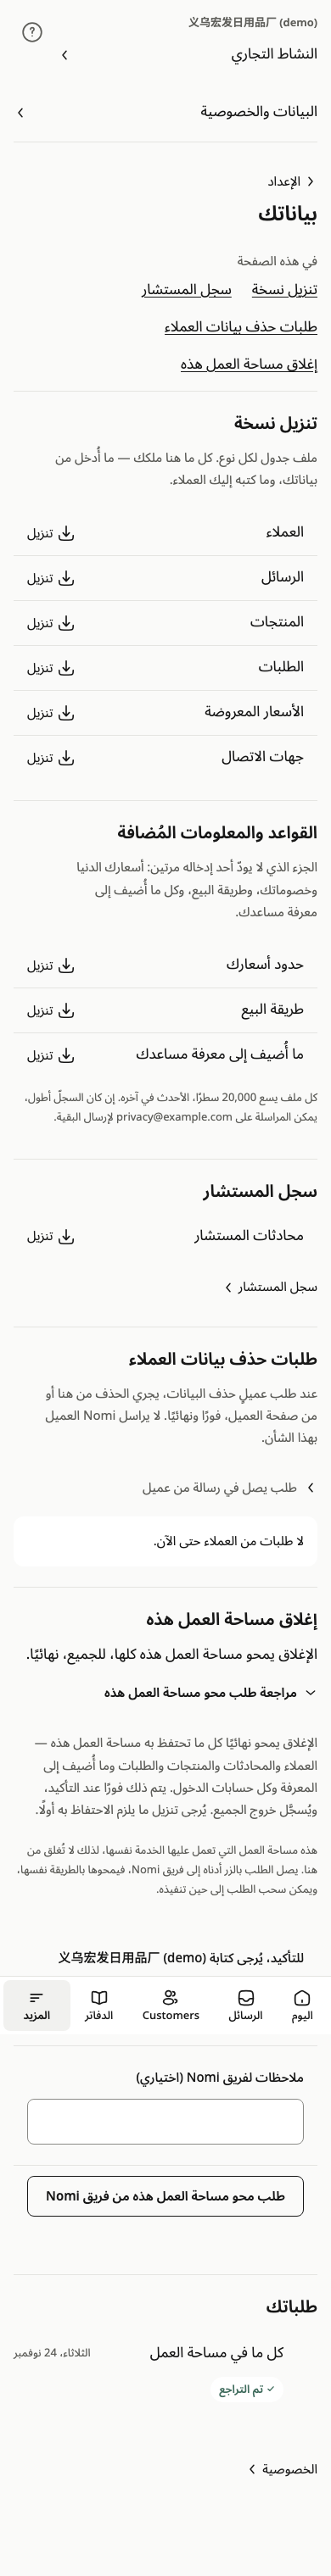 义乌宏发日用品厂 (demo)
النشاط التجاري
البيانات والخصوصية
الإعداد
بياناتك
في هذه الصفحة
تنزيل نسخة
سجل المستشار
طلبات حذف بيانات العملاء
إغلاق مساحة العمل هذه
تنزيل نسخة
ملف جدول لكل نوع. كل ما هنا ملكك — ما أُدخل من
بياناتك، وما كتبه إليك العملاء.
العملاء
تنزيل
الرسائل
تنزيل
المنتجات
تنزيل
الطلبات
تنزيل
الأسعار المعروضة
تنزيل
جهات الاتصال
تنزيل
القواعد والمعلومات المُضافة
الجزء الذي لا يودّ أحد إدخاله مرتين: أسعارك الدنيا
وخصوماتك، وطريقة البيع، وكل ما أُضيف إلى
معرفة مساعدك.
حدود أسعارك
تنزيل
طريقة البيع
تنزيل
ما أُضيف إلى معرفة مساعدك
تنزيل
كل ملف يسع 20,000 سطرًا، الأحدث في آخره. إن كان السجلّ أطول،
يمكن المراسلة على privacy@example.com لإرسال البقية.
سجل المستشار
محادثات المستشار
تنزيل
سجل المستشار
طلبات حذف بيانات العملاء
عند طلب عميلٍ حذف البيانات، يجري الحذف من هنا أو
من صفحة العميل، فورًا ونهائيًا. لا يراسل Nomi العميل
بهذا الشأن.
طلب يصل في رسالة من عميل
لا طلبات من العملاء حتى الآن.
إغلاق مساحة العمل هذه
الإغلاق يمحو مساحة العمل هذه كلها، للجميع، نهائيًا.
مراجعة طلب محو مساحة العمل هذه
الإغلاق يمحو نهائيًا كل ما تحتفظ به مساحة العمل هذه —
العملاء والمحادثات والمنتجات والطلبات وما أُضيف إلى
المعرفة وكل حسابات الدخول. يتم ذلك فورًا عند التأكيد،
ويُسجَّل خروج الجميع. يُرجى تنزيل ما يلزم الاحتفاظ به أولًا.
هذه مساحة العمل التي تعمل عليها الخدمة نفسها، لذلك لا تُغلق من
هنا. يصل الطلب بالزر أدناه إلى فريق Nomi، فيمحوها بالطريقة نفسها،
ويمكن سحب الطلب إلى حين تنفيذه.
للتأكيد، يُرجى كتابة 义乌宏发日用品厂 (demo)
اليوم
الرسائل
Customers
الدفاتر
المزيد
ملاحظات لفريق Nomi (اختياري)
طلب محو مساحة العمل هذه من فريق Nomi
طلباتك
كل ما في مساحة العمل
الثلاثاء، 24 نوفمبر
تم التراجع
الخصوصية